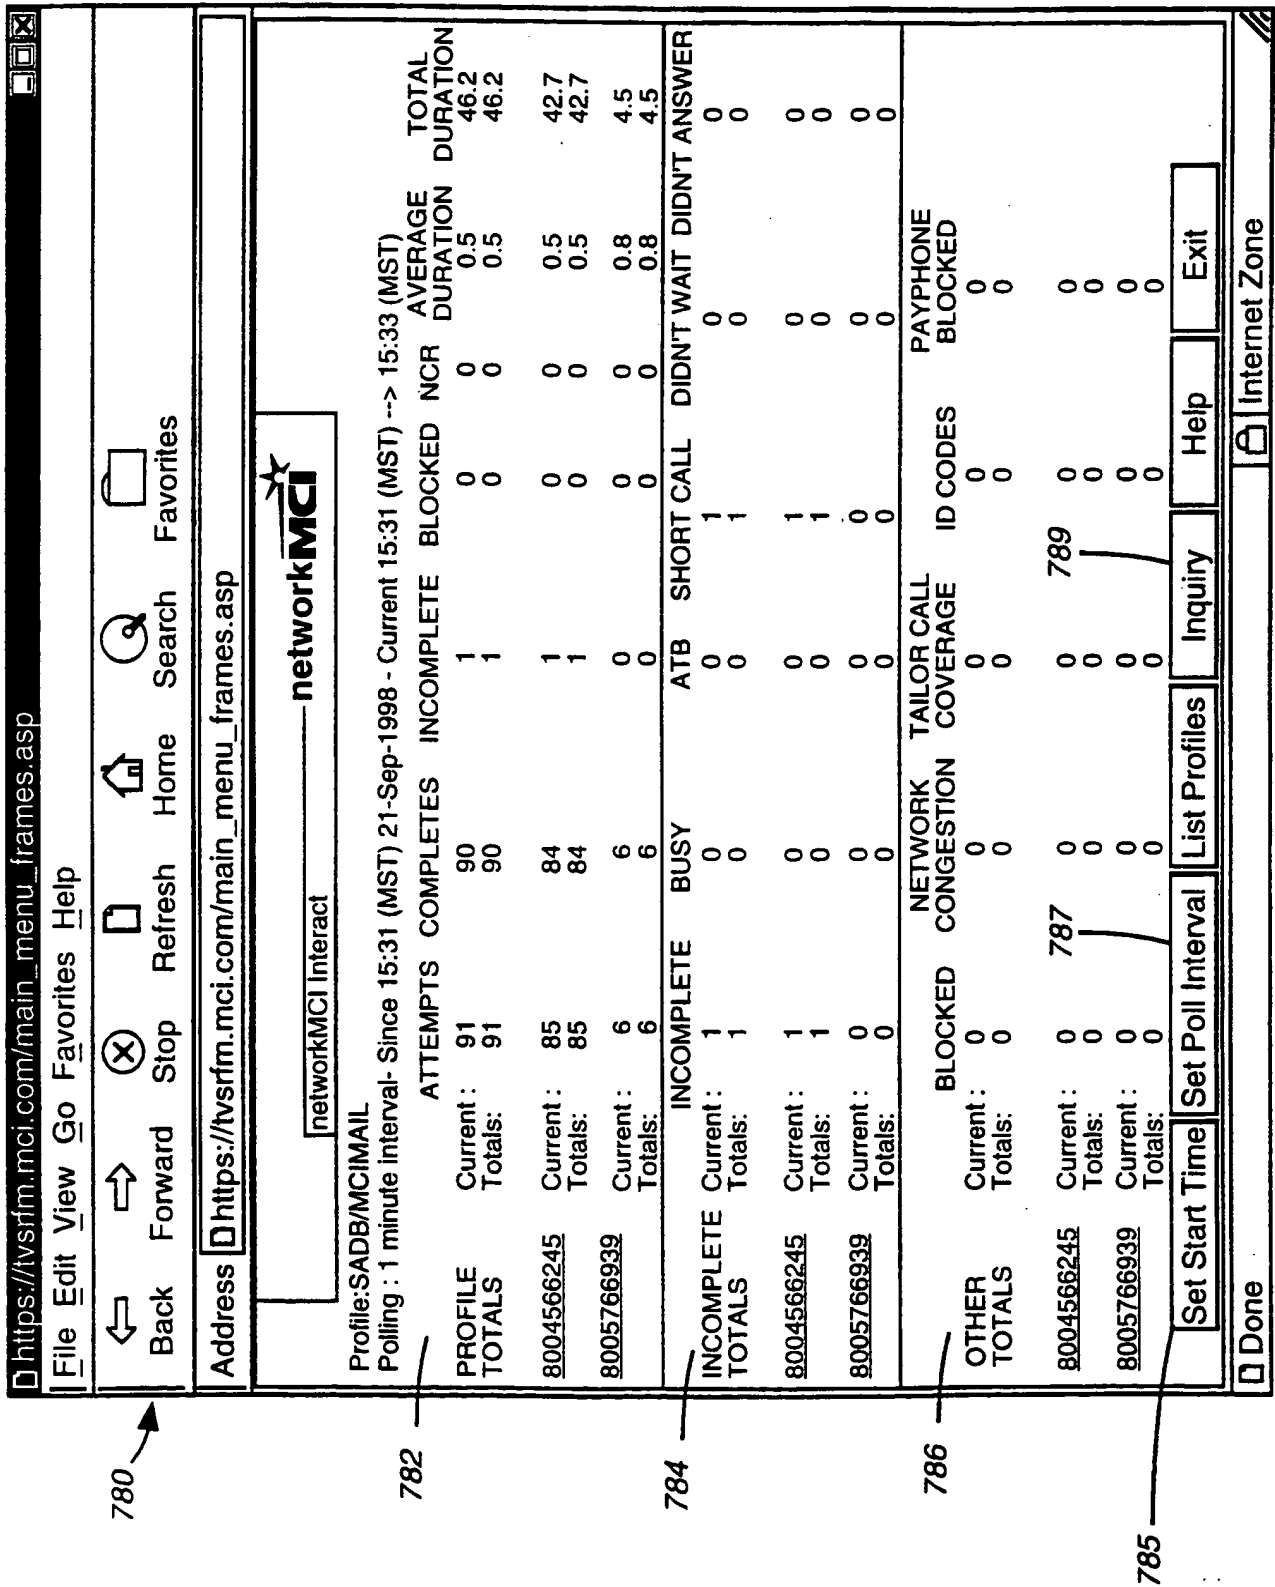 https://tvsrfm.mci.com/main_menu_frames.asp
File Edit View Go Favorites Help
Back Forward Stop Refresh Home Search Favorites
Address https://tvsrfm.mci.com/main_menu_frames.asp
networkMCI
networkMCI Interact
Profile:SADB/MCIMAIL
Polling : 1 minute interval- Since 15:31 (MST) 21-Sep-1998 - Current 15:31 (MST) --> 15:33 (MST)
AVERAGE TOTAL
ATTEMPTS COMPLETES INCOMPLETE BLOCKED NCR DURATION DURATION
PROFILE Current : 91 90 1 0 0 0.5 46.2
TOTALS Totals: 91 90 1 0 0 0.5 46.2
8004566245 Current : 85 84 1 0 0 0.5 42.7
Totals: 85 84 1 0 0 0.5 42.7
8005766939 Current : 6 6 0 0 0 0.8 4.5
Totals: 6 6 0 0 0 0.8 4.5
INCOMPLETE BUSY ATB SHORT CALL DIDN'T WAIT DIDN'T ANSWER
INCOMPLETE Current : 1 0 0 1 0 0
TOTALS Totals: 1 0 0 1 0 0
8004566245 Current : 1 0 0 1 0 0
Totals: 1 0 0 1 0 0
8005766939 Current : 0 0 0 0 0 0
Totals: 0 0 0 0 0 0
NETWORK TAILOR CALL PAYPHONE
BLOCKED CONGESTION COVERAGE ID CODES BLOCKED
OTHER Current : 0 0 0 0 0
TOTALS Totals: 0 0 0 0 0
8004566245 Current : 0 0 0 0 0
Totals: 0 0 0 0 0
8005766939 Current : 0 0 0 0 0
Totals: 0 0 0 0 0
Set Start Time Set Poll Interval List Profiles Inquiry Help Exit
Done Internet Zone
780
782
784
786
785
787
789